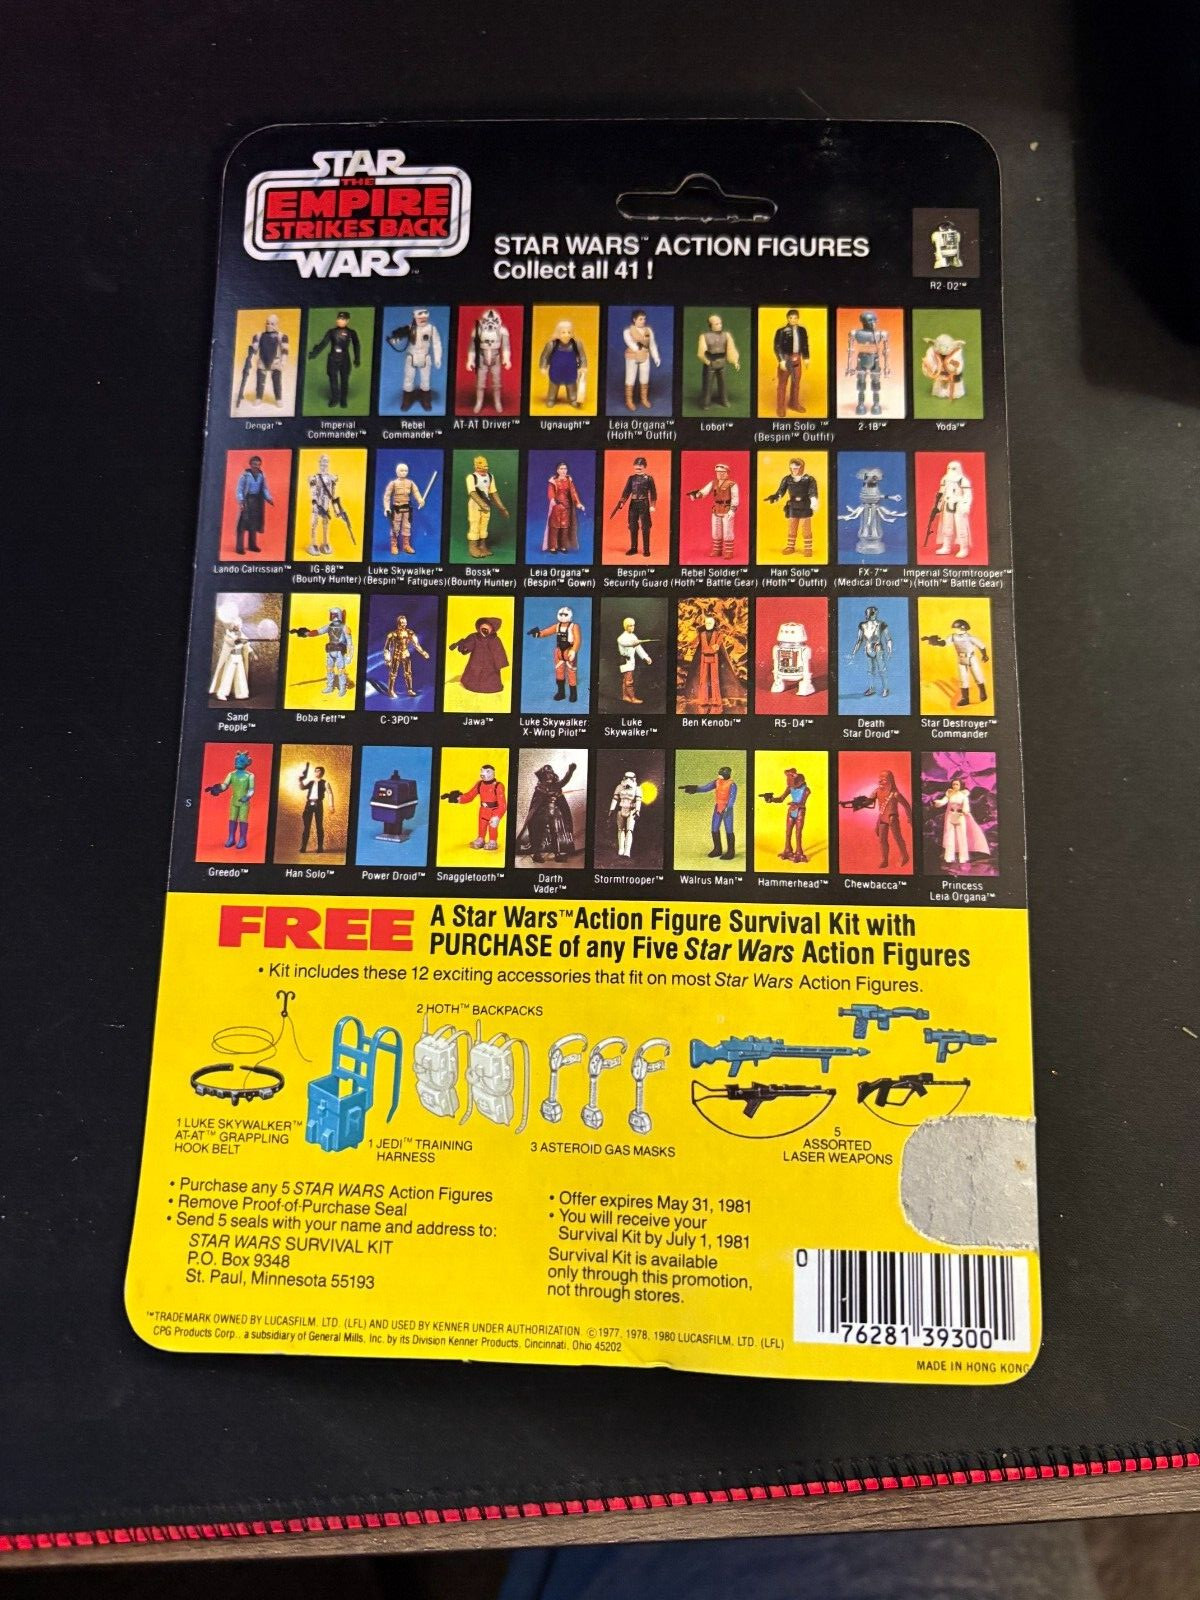 STAR
THE
EMPIRE
STRIKES BACK
WARS™
STAR WARS™ ACTION FIGURES
Collect all 41 !
R2-D2™
Dengar™
Imperial
Commander™
Rebel
Commander™
AT-AT Driver™
Ugnaught™
Leia Organa™
(Hoth™ Outfit)
Lobot™
Han Solo™
(Bespin™ Outfit)
2-1B™
Yoda™
Lando Calrissian™
IG-88™
(Bounty Hunter)
Luke Skywalker™
(Bespin™ Fatigues)
Bossk™
(Bounty Hunter)
Leia Organa™
(Bespin™ Gown)
Bespin™
Security Guard
Rebel Soldier™
(Hoth™ Battle Gear)
Han Solo™
(Hoth™ Outfit)
FX-7™
(Medical Droid™)
Imperial Stormtrooper™
(Hoth™ Battle Gear)
Sand
People™
Boba Fett™
C-3PO™
Jawa™
Luke Skywalker:
X-Wing Pilot™
Luke
Skywalker™
Ben Kenobi™
R5-D4™
Death
Star Droid™
Star Destroyer™
Commander
S
Greedo™
Han Solo™
Power Droid™
Snaggletooth™
Darth
Vader™
Stormtrooper™
Walrus Man™
Hammerhead™
Chewbacca™
Princess
Leia Organa™
FREE
A Star Wars™ Action Figure Survival Kit with
PURCHASE of any Five Star Wars Action Figures
• Kit includes these 12 exciting accessories that fit on most Star Wars Action Figures.
2 HOTH™ BACKPACKS
1 LUKE SKYWALKER™
AT-AT™ GRAPPLING
HOOK BELT
1 JEDI™ TRAINING
HARNESS
3 ASTEROID GAS MASKS
5
ASSORTED
LASER WEAPONS
• Purchase any 5 STAR WARS Action Figures
• Remove Proof-of-Purchase Seal
• Send 5 seals with your name and address to:
STAR WARS SURVIVAL KIT
P.O. Box 9348
St. Paul, Minnesota 55193
• Offer expires May 31, 1981
• You will receive your
Survival Kit by July 1, 1981
Survival Kit is available
only through this promotion,
not through stores.
0
76281 39300
™TRADEMARK OWNED BY LUCASFILM, LTD. (LFL) AND USED BY KENNER UNDER AUTHORIZATION. ©1977, 1978, 1980 LUCASFILM, LTD. (LFL)
CPG Products Corp., a subsidiary of General Mills, Inc. by its Division Kenner Products, Cincinnati, Ohio 45202
MADE IN HONG KONG